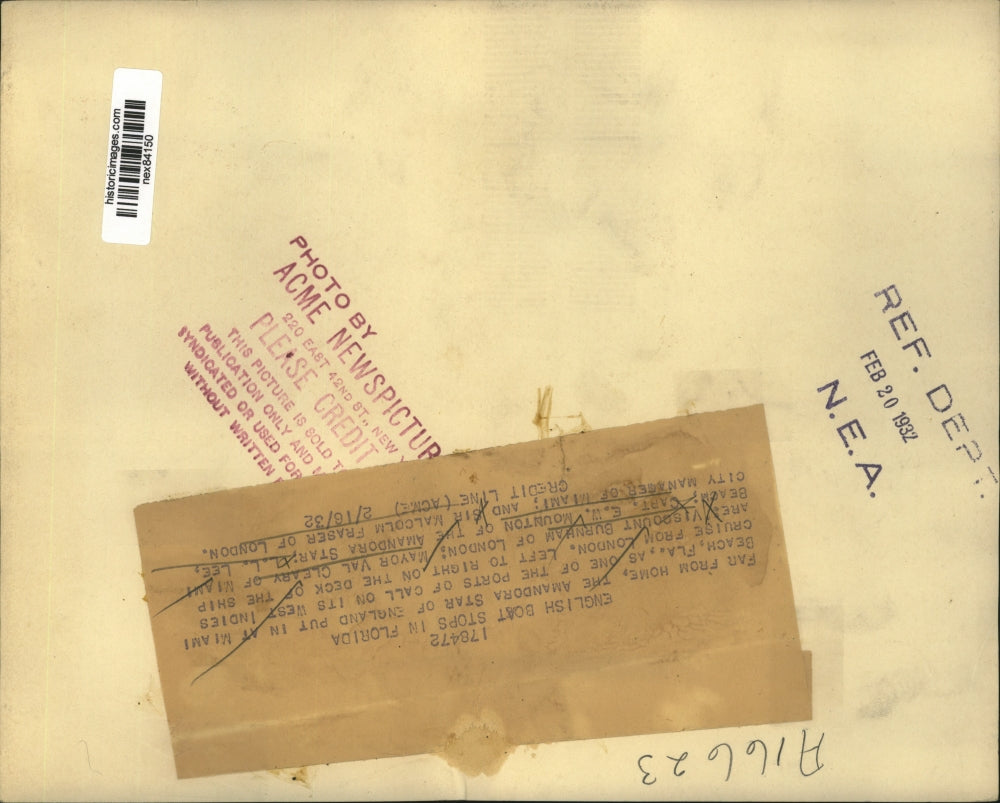 historicimages.com
nex84150
PHOTO BY
ACME NEWSPICTUR
220 EAST 42ND ST., NEW
PLEASE CREDIT
THIS PICTURE IS SOLD
PUBLICATION ONLY AND
SYNDICATED OR USED FOR
WITHOUT WRITTEN
REF. DEPT.
FEB 20 1932
N. E. A.
178472
ENGLISH BOAT STOPS IN FLORIDA
FAR FROM HOME, THE AMANDORA STAR OF ENGLAND PUT IN AT MIAMI
BEACH, FLA., AS ONE OF THE PORTS OF CALL ON ITS WEST INDIES
CRUISE FROM LONDON. LEFT TO RIGHT ON THE DECK OF THE SHIP
ARE: VISCOUNT BURNHAM OF LONDON; MAYOR VAL CLEARY OF MIAMI
BEACH; CAPT. E.W. OF THE AMANDORA STAR; L. L. LEE,
CITY MANAGER OF MIAMI; AND SIR MALCOLM FRASER OF LONDON.
CREDIT LINE (ACME) 2/16/32
A16623